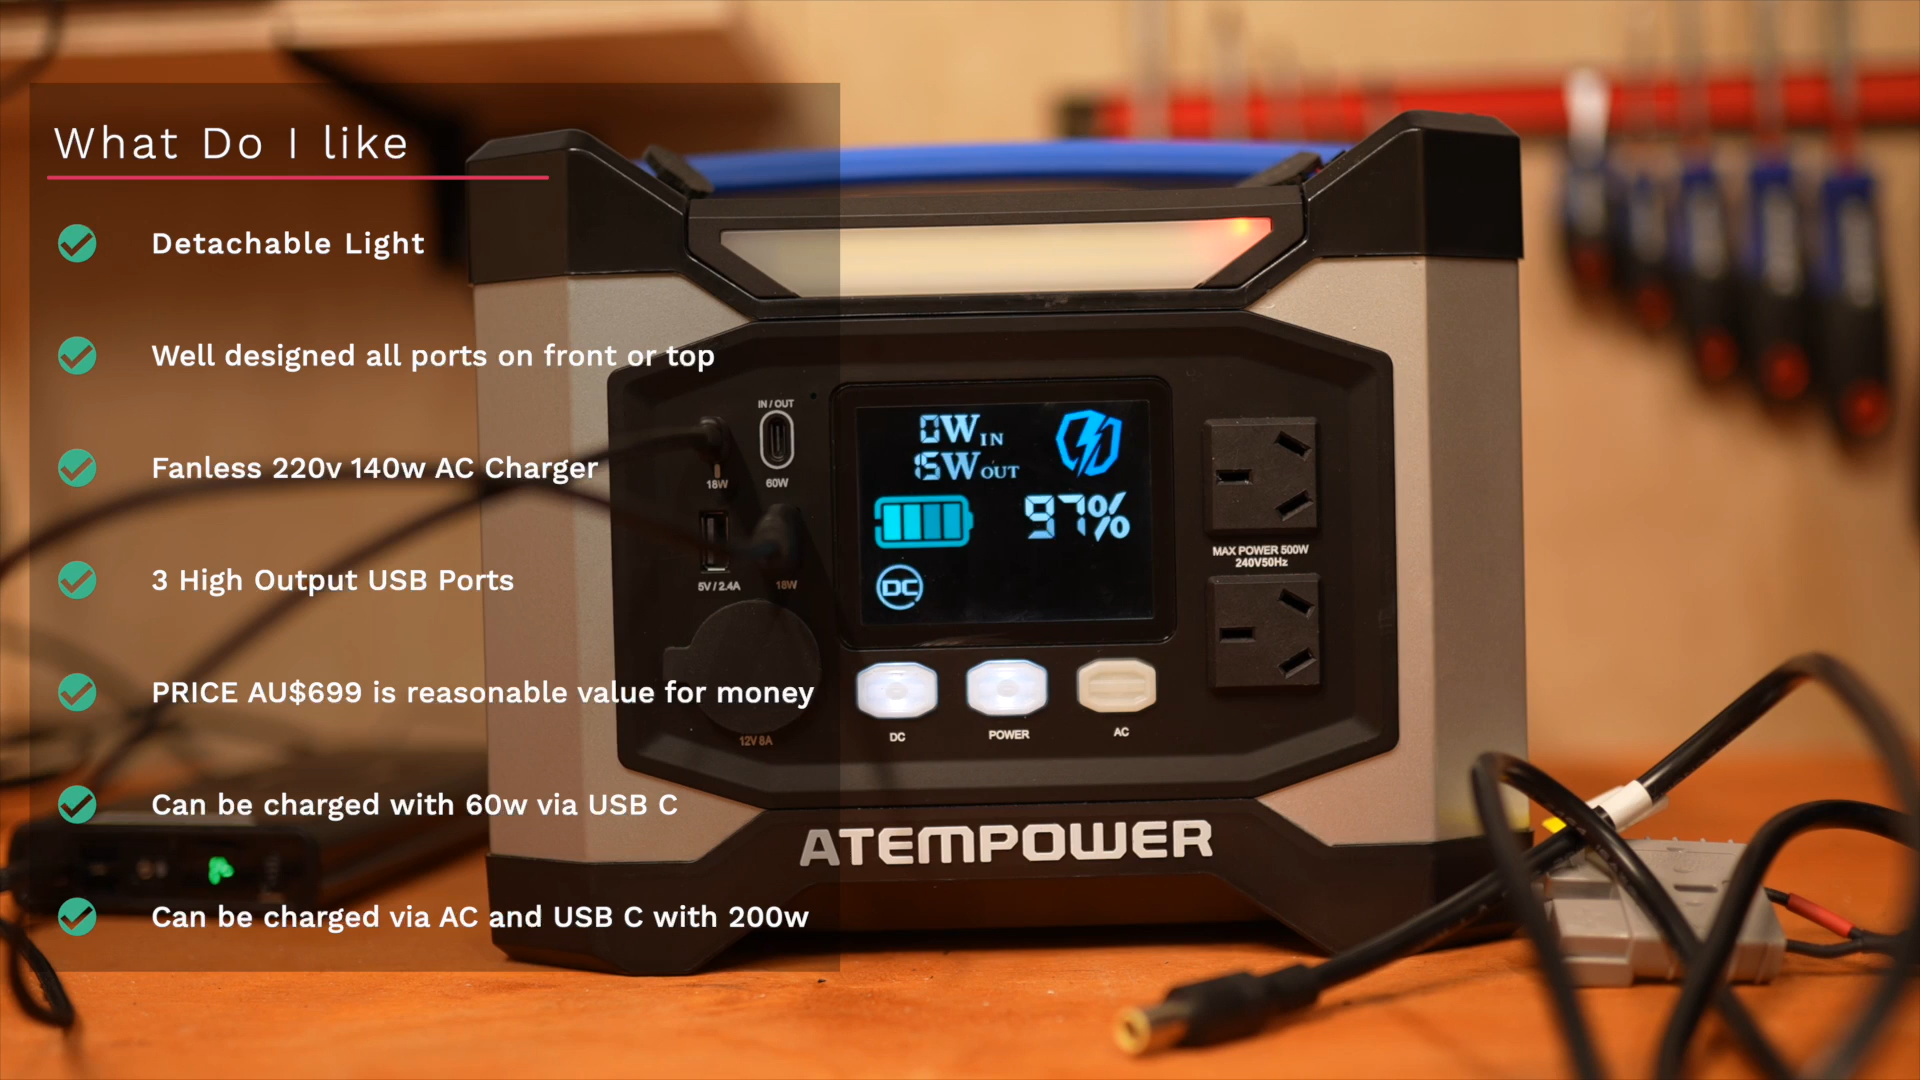 What Do I like
Detachable Light
Well designed all ports on front or top
Fanless 220v 140w AC Charger
3 High Output USB Ports
PRICE AU$699 is reasonable value for money
Can be charged with 60w via USB C
Can be charged via AC and USB C with 200w
IN / OUT
18W
60W
5V / 2.4A
18W
12V 8A
0W IN
15W OUT
97%
DC
DC
POWER
AC
MAX POWER 500W
240V50Hz
ATEMPOWER